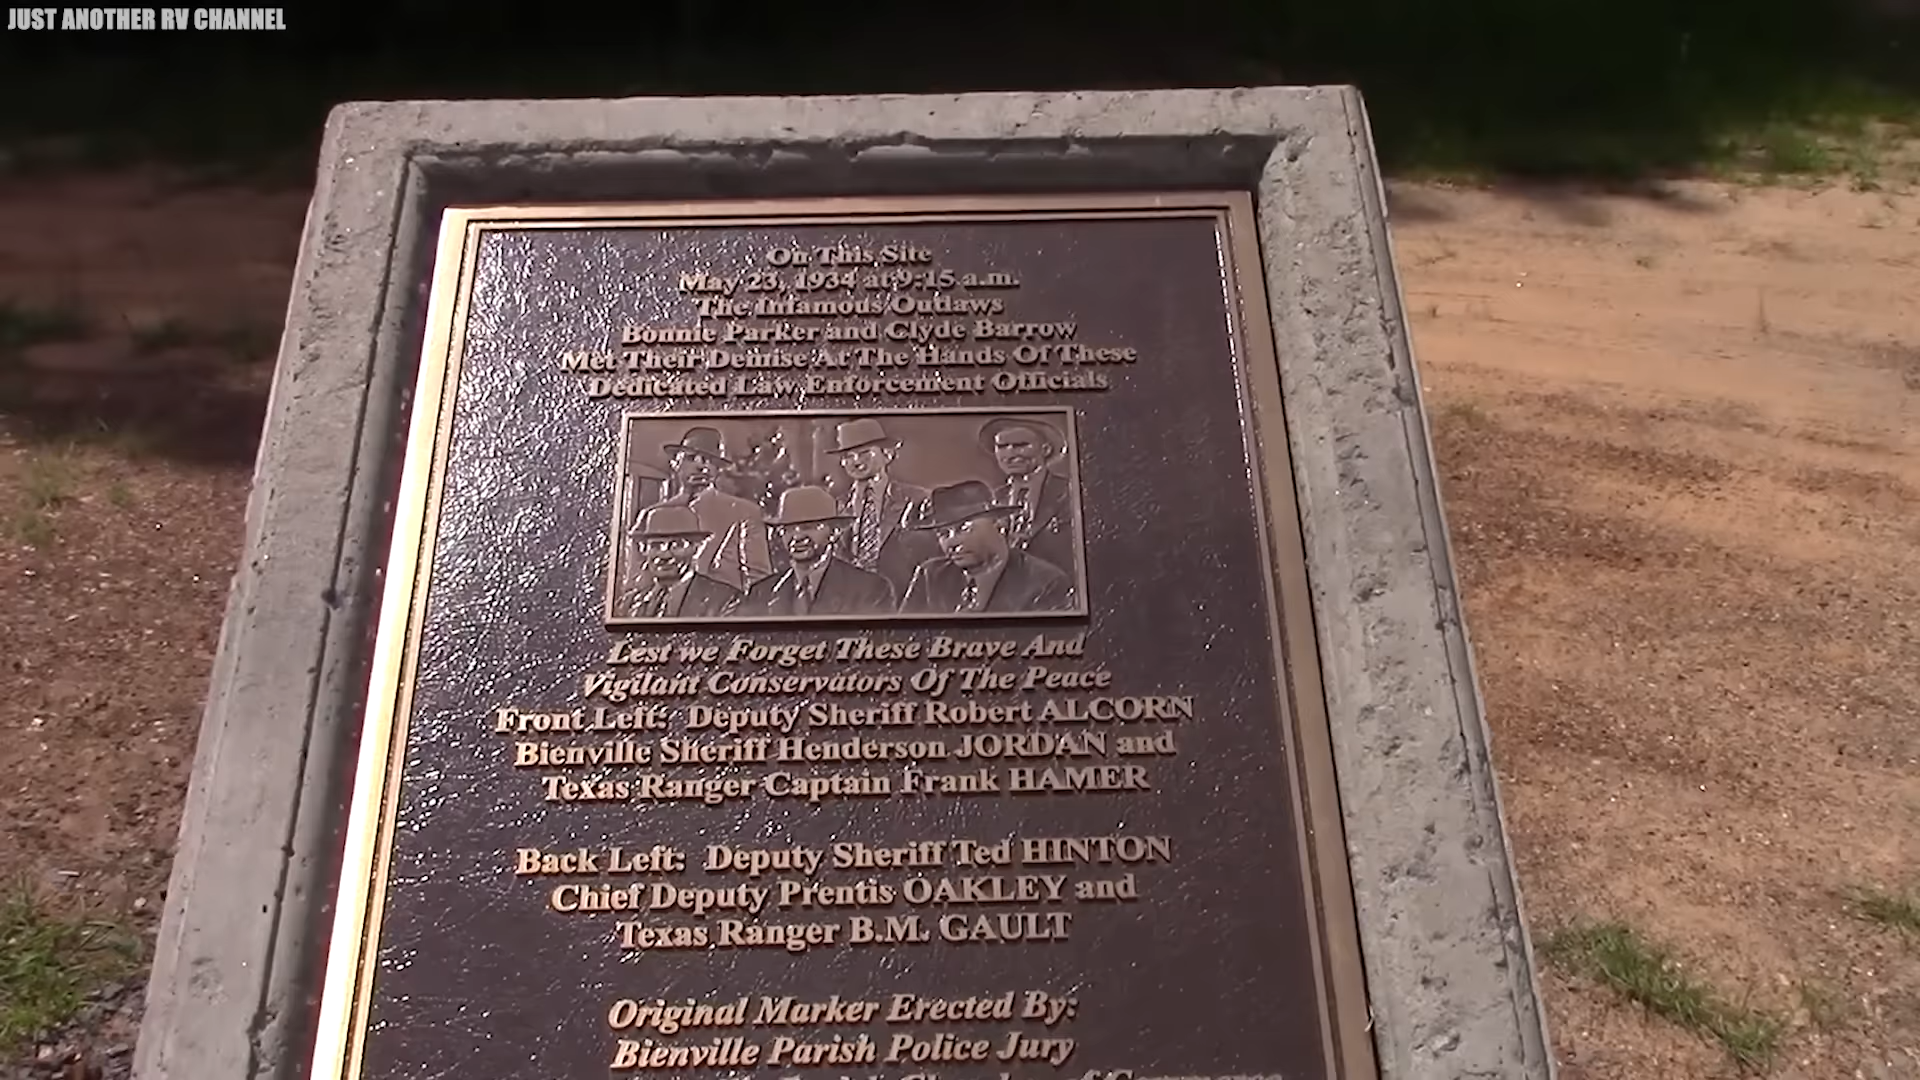 JUST ANOTHER RV CHANNEL
On This Site
May 23, 1934 at 9:15 a.m.
The Infamous Outlaws
Bonnie Parker and Clyde Barrow
Met Their Demise At The Hands Of These
Dedicated Law Enforcement Officials
Lest we Forget These Brave And
Vigilant Conservators Of The Peace
Front Left: Deputy Sheriff Robert ALCORN
Bienville Sheriff Henderson JORDAN and
Texas Ranger Captain Frank HAMER
Back Left: Deputy Sheriff Ted HINTON
Chief Deputy Prentis OAKLEY and
Texas Ranger B.M. GAULT
Original Marker Erected By:
Bienville Parish Police Jury